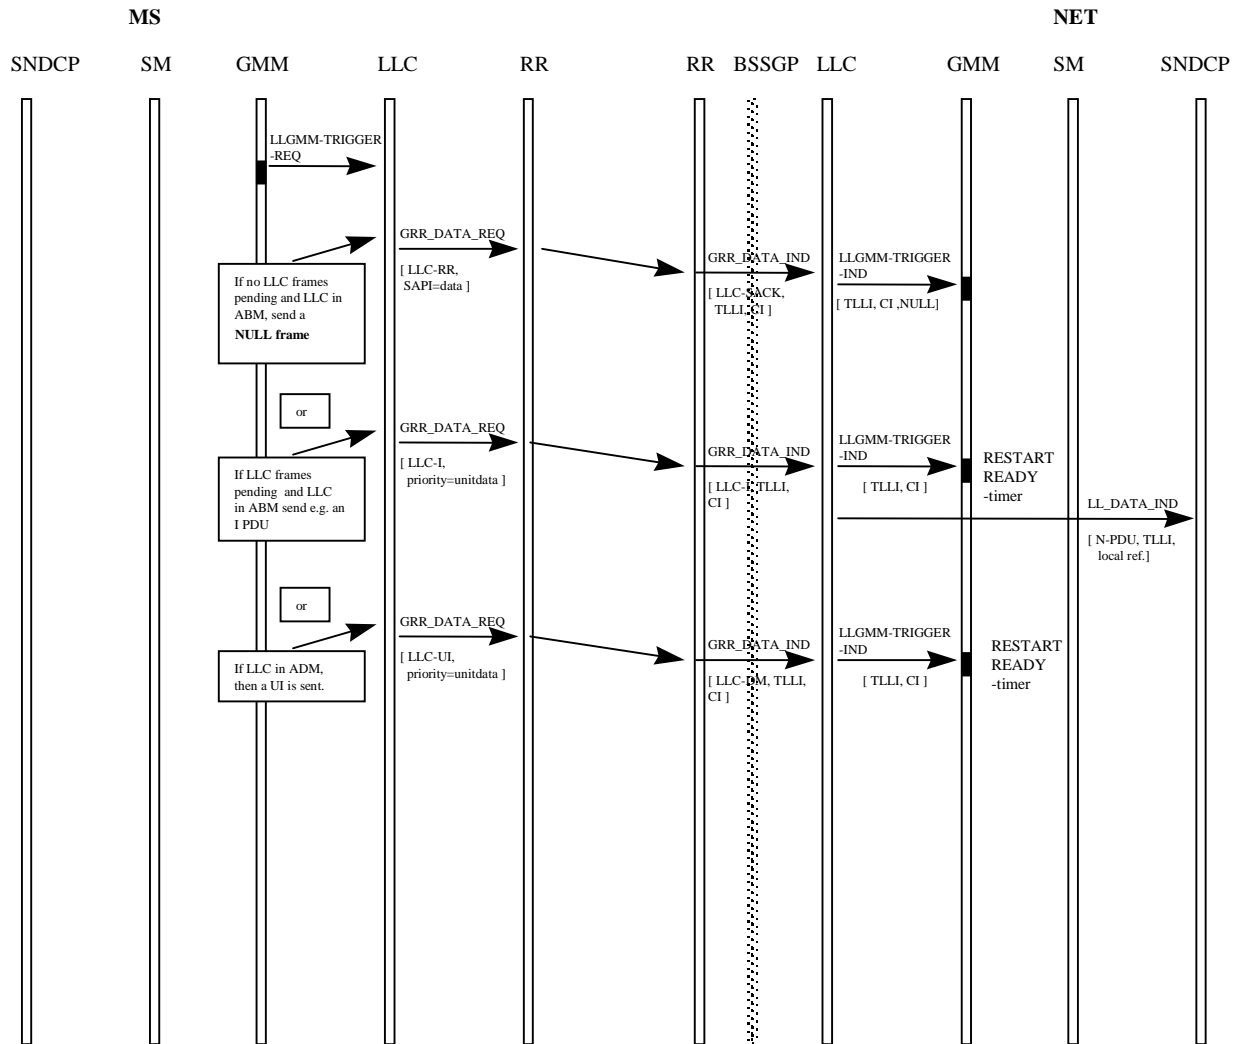 MS NET
SNDCP SM GMM LLC RR RR BSSGP LLC GMM SM SNDCP
LLGMM-TRIGGER
-REQ
GRR_DATA_REQ
[ LLC-RR,
SAPI=data ]
GRR_DATA_IND
[ LLC-SACK,
TLLI, CI ]
LLGMM-TRIGGER
-IND
[ TLLI, CI ,NULL]
If no LLC frames
pending and LLC in
ABM, send a
NULL frame
or
GRR_DATA_REQ
[ LLC-I,
priority=unitdata ]
GRR_DATA_IND
[ LLC-I, TLLI,
CI ]
LLGMM-TRIGGER
-IND
[ TLLI, CI ]
RESTART
READY
-timer
If LLC frames
pending and LLC
in ABM send e.g. an
I PDU
LL_DATA_IND
[ N-PDU, TLLI,
local ref.]
or
GRR_DATA_REQ
[ LLC-UI,
priority=unitdata ]
GRR_DATA_IND
[ LLC-DM, TLLI,
CI ]
LLGMM-TRIGGER
-IND
[ TLLI, CI ]
RESTART
READY
-timer
If LLC in ADM,
then a UI is sent.